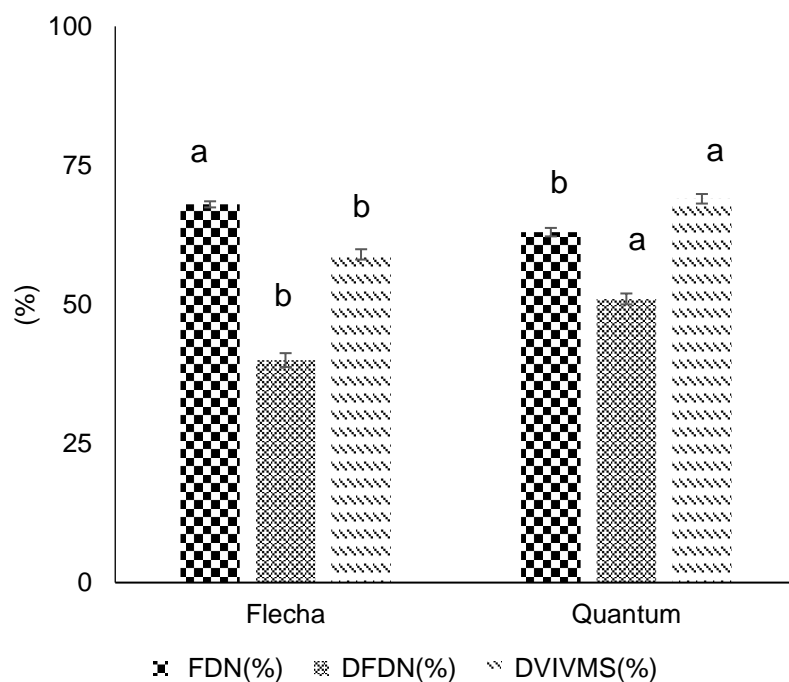 100
a
a
75
b
b
a
50
b
(%)
25
0
Flecha Quantum
FDN(%) DFDN(%) DVIVMS(%)